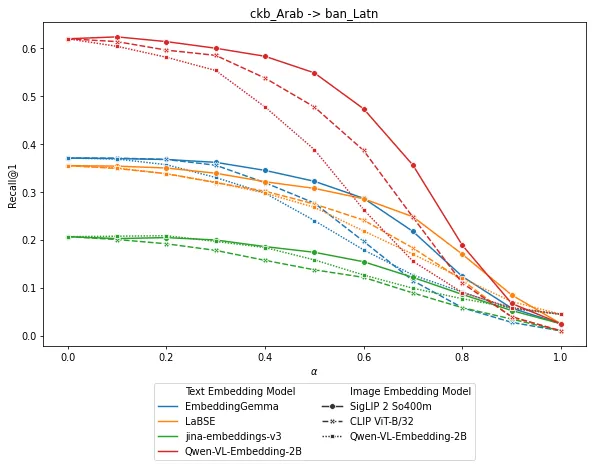 ckb_Arab -> ban_Latn
Recall@1
0.6
0.5
0.4
0.3
0.2
0.1
0.0
0.0 0.2 0.4 0.6 0.8 1.0
α
Text Embedding Model Image Embedding Model
EmbeddingGemma SigLIP 2 So400m
LaBSE CLIP ViT-B/32
jina-embeddings-v3 Qwen-VL-Embedding-2B
Qwen-VL-Embedding-2B